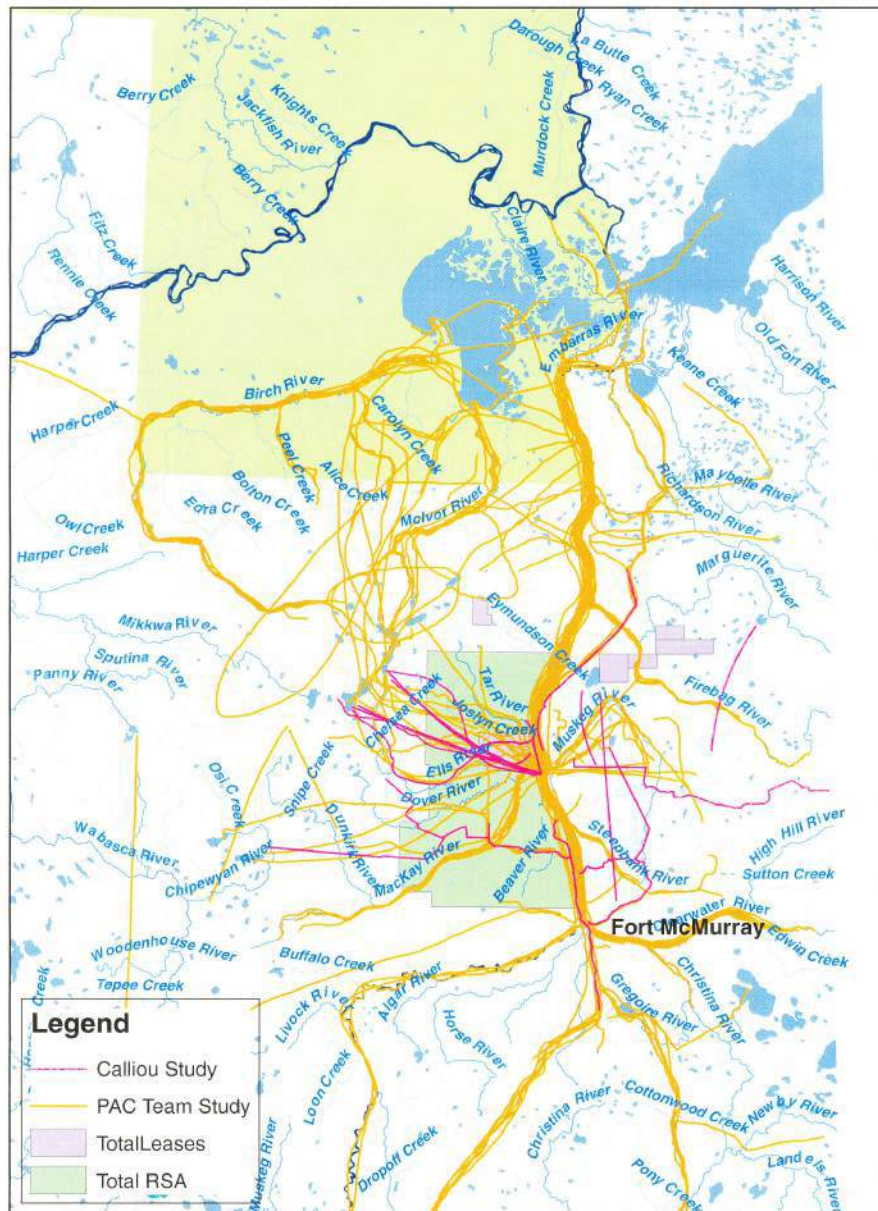 Darough Creek
La Butte Creek
Ryan Creek
Murdock Creek
Berry Creek
Knights Creek
Jackfish River
Berry Creek
Claire River
Fitz Creek
Rennie Creek
Harrison River
Old Fort River
Embarras River
Keane Creek
Birch River
Harper Creek
Carolyn Creek
Peel Creek
Alice Creek
Bolton Creek
Edra Creek
McIvor River
Richardson River
Maybelle River
Owl Creek
Harper Creek
Marguerite River
Mikkwa River
Eymundson Creek
Sputina River
Panny River
Tar River
Firebag River
Chelsea Creek
Joslyn Creek
Muskeg River
Ells River
Dover River
Osi Creek
Snipe Creek
Dunkirk River
Wabasca River
Chipewyan River
MacKay River
Beaver River
Steepbank River
High Hill River
Sutton Creek
Fort McMurray
Clearwater River
Edwin Creek
Woodenhouse River
Tepee Creek
Buffalo Creek
Algar River
Livock River
Horse River
Gregoire River
Christina River
Loon Creek
Christina River
Cottonwood Creek
Newby River
Landels River
Muskeg River
Dropoff Creek
Pony Creek
Legend
Calliou Study
PAC Team Study
TotalLeases
Total RSA